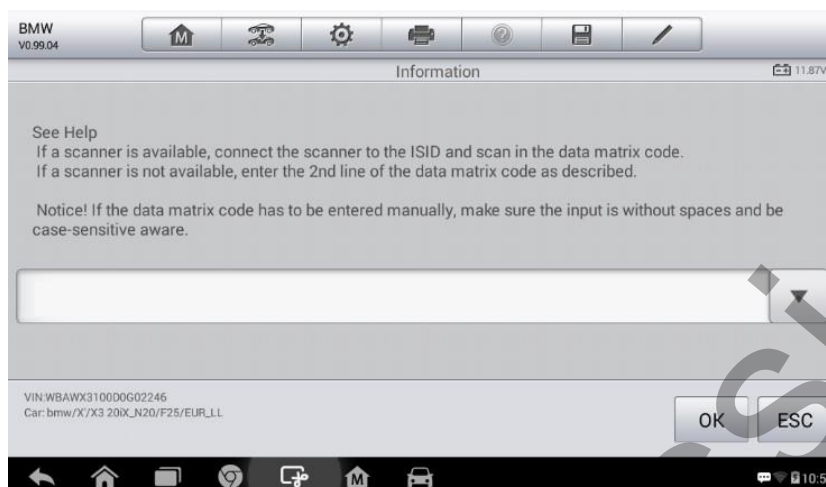 BMW
V0.99.04
Information
11.87V
See Help
If a scanner is available, connect the scanner to the ISID and scan in the data matrix code.
If a scanner is not available, enter the 2nd line of the data matrix code as described.
Notice! If the data matrix code has to be entered manually, make sure the input is without spaces and be
case-sensitive aware.
VIN:WBAWX3100D0G02246
Car: bmw/X'/X3 20iX_N20/F25/EUR_LL
OK
ESC